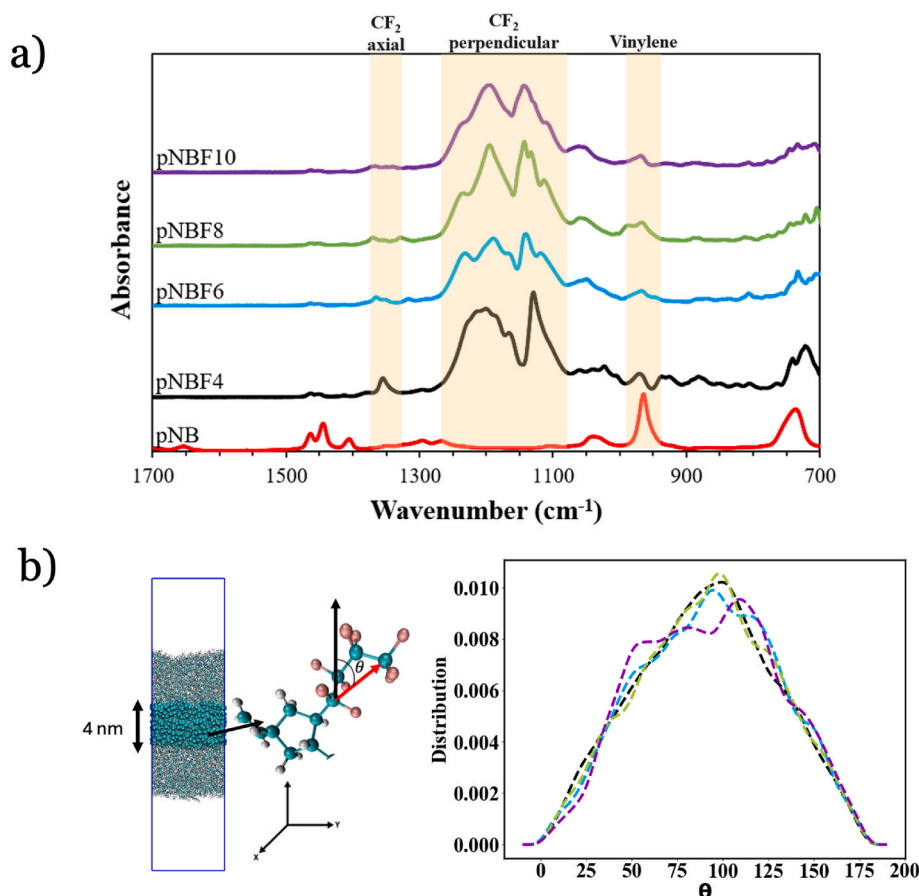 a)
CF2 axial
CF2 perpendicular
Vinylene
Absorbance
pNBF10
pNBF8
pNBF6
pNBF4
pNB
1700 1500 1300 1100 900 700
Wavenumber (cm-1)
b)
4 nm
θ
X
Y
Distribution
0.010
0.008
0.006
0.004
0.002
0.000
0 25 50 75 100 125 150 175 200
θ